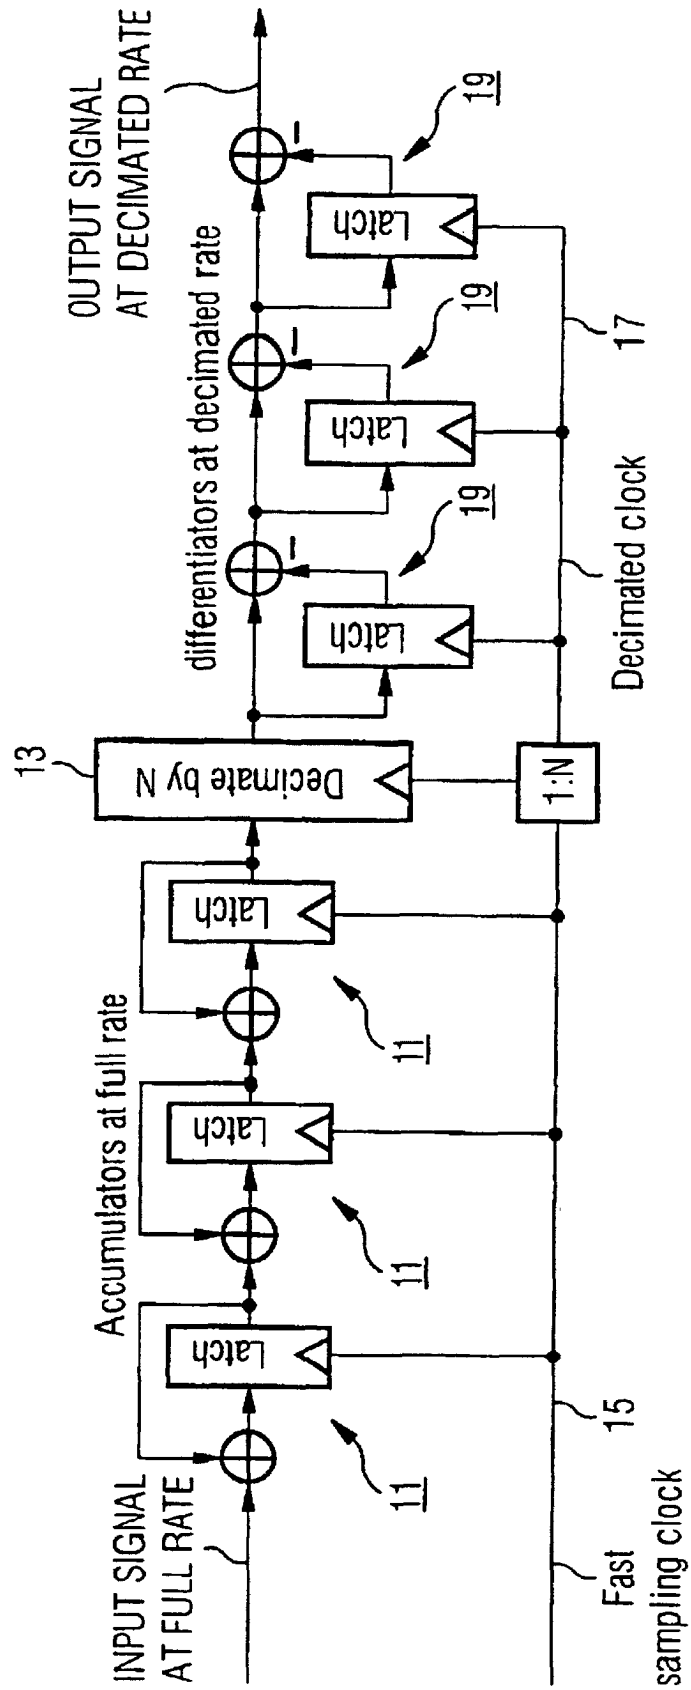 OUTPUT SIGNAL
AT DECIMATED RATE
differentiators at decimated rate
19
19
19
Latch
Latch
Latch
17
Decimated clock
13
Decimate by N
1:N
Accumulators at full rate
Latch
Latch
Latch
11
11
11
INPUT SIGNAL
AT FULL RATE
15
Fast
sampling clock